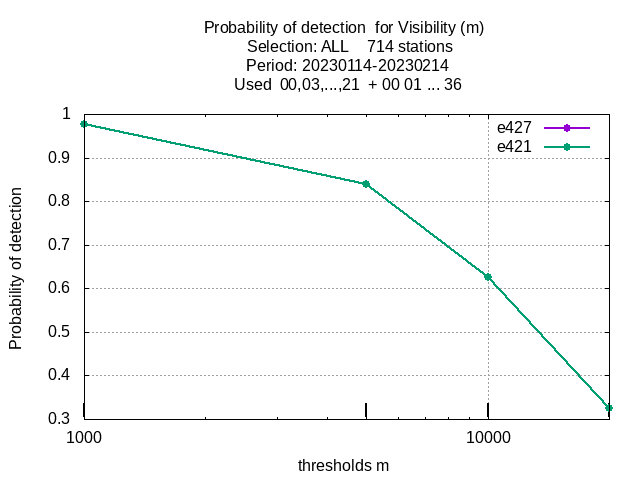 Probability of detection  for Visibility (m)
Selection: ALL    714 stations
Period: 20230114-20230214
Used  00,03,...,21  + 00 01 ... 36
e427
e421
1
0.9
0.8
0.7
0.6
0.5
0.4
0.3
Probability of detection
1000
10000
thresholds m